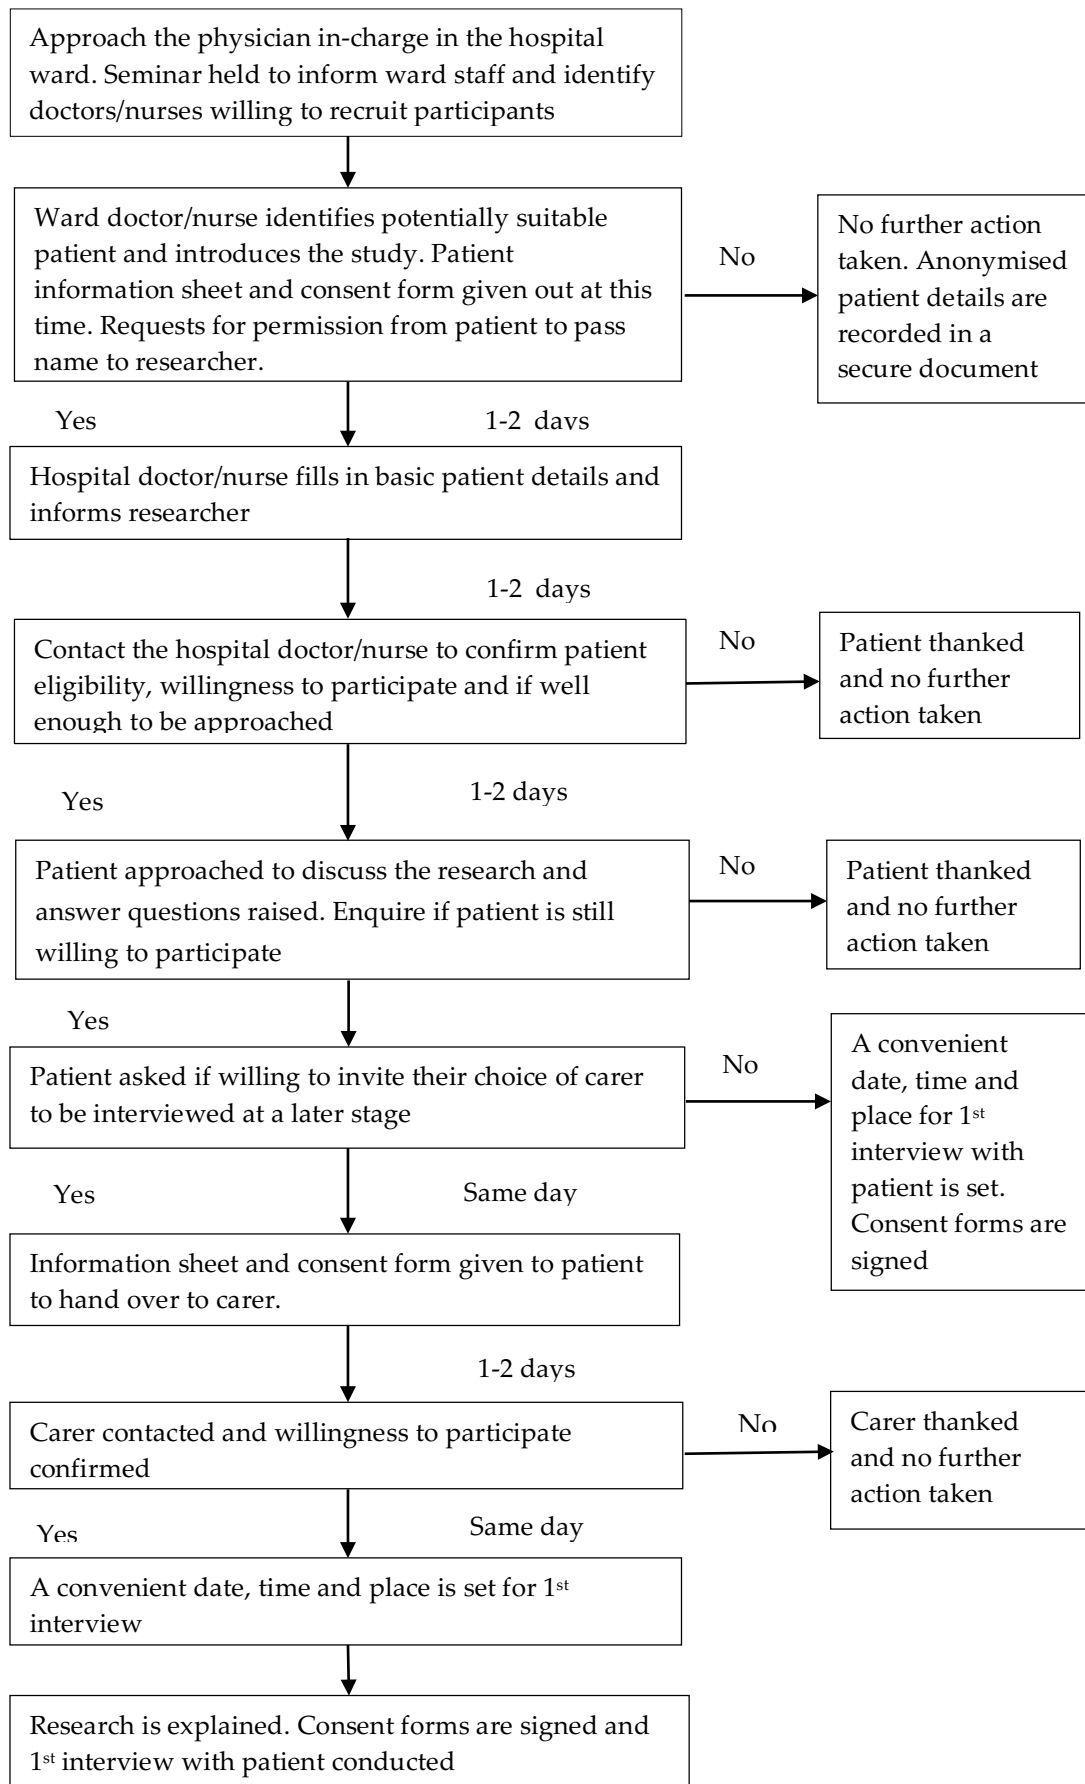 Approach the physician in-charge in the hospital
ward. Seminar held to inform ward staff and identify
doctors/nurses willing to recruit participants
Ward doctor/nurse identifies potentially suitable
patient and introduces the study. Patient
information sheet and consent form given out at this
time. Requests for permission from patient to pass
name to researcher.
No
No further action
taken. Anonymised
patient details are
recorded in a
secure document
Yes
1-2 days
Hospital doctor/nurse fills in basic patient details and
informs researcher
1-2 days
Contact the hospital doctor/nurse to confirm patient
eligibility, willingness to participate and if well
enough to be approached
No
Patient thanked
and no further
action taken
Yes
1-2 days
Patient approached to discuss the research and
answer questions raised. Enquire if patient is still
willing to participate
No
Patient thanked
and no further
action taken
Yes
Patient asked if willing to invite their choice of carer
to be interviewed at a later stage
No
A convenient
date, time and
place for 1st
interview with
patient is set.
Consent forms are
signed
Yes
Same day
Information sheet and consent form given to patient
to hand over to carer.
1-2 days
Carer contacted and willingness to participate
confirmed
No
Carer thanked
and no further
action taken
Yes
Same day
A convenient date, time and place is set for 1st
interview
Research is explained. Consent forms are signed and
1st interview with patient conducted